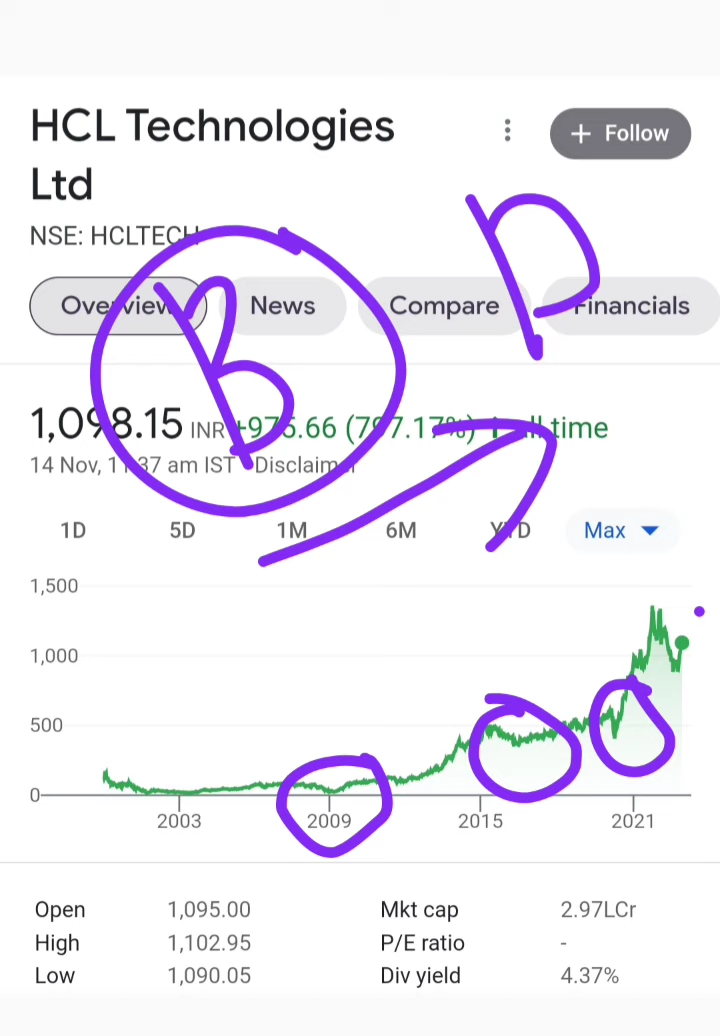 HCL Technologies
Ltd
+ Follow
NSE: HCLTECH
P
Overview News Compare Financials
B
1,098.15 INR +975.66 (797.17%) ↑ all time
14 Nov, 11:37 am IST · Disclaimer
1D 5D 1M 6M YTD Max
1,500
1,000
500
0
2003 2009 2015 2021
Open 1,095.00 Mkt cap 2.97LCr
High 1,102.95 P/E ratio -
Low 1,090.05 Div yield 4.37%